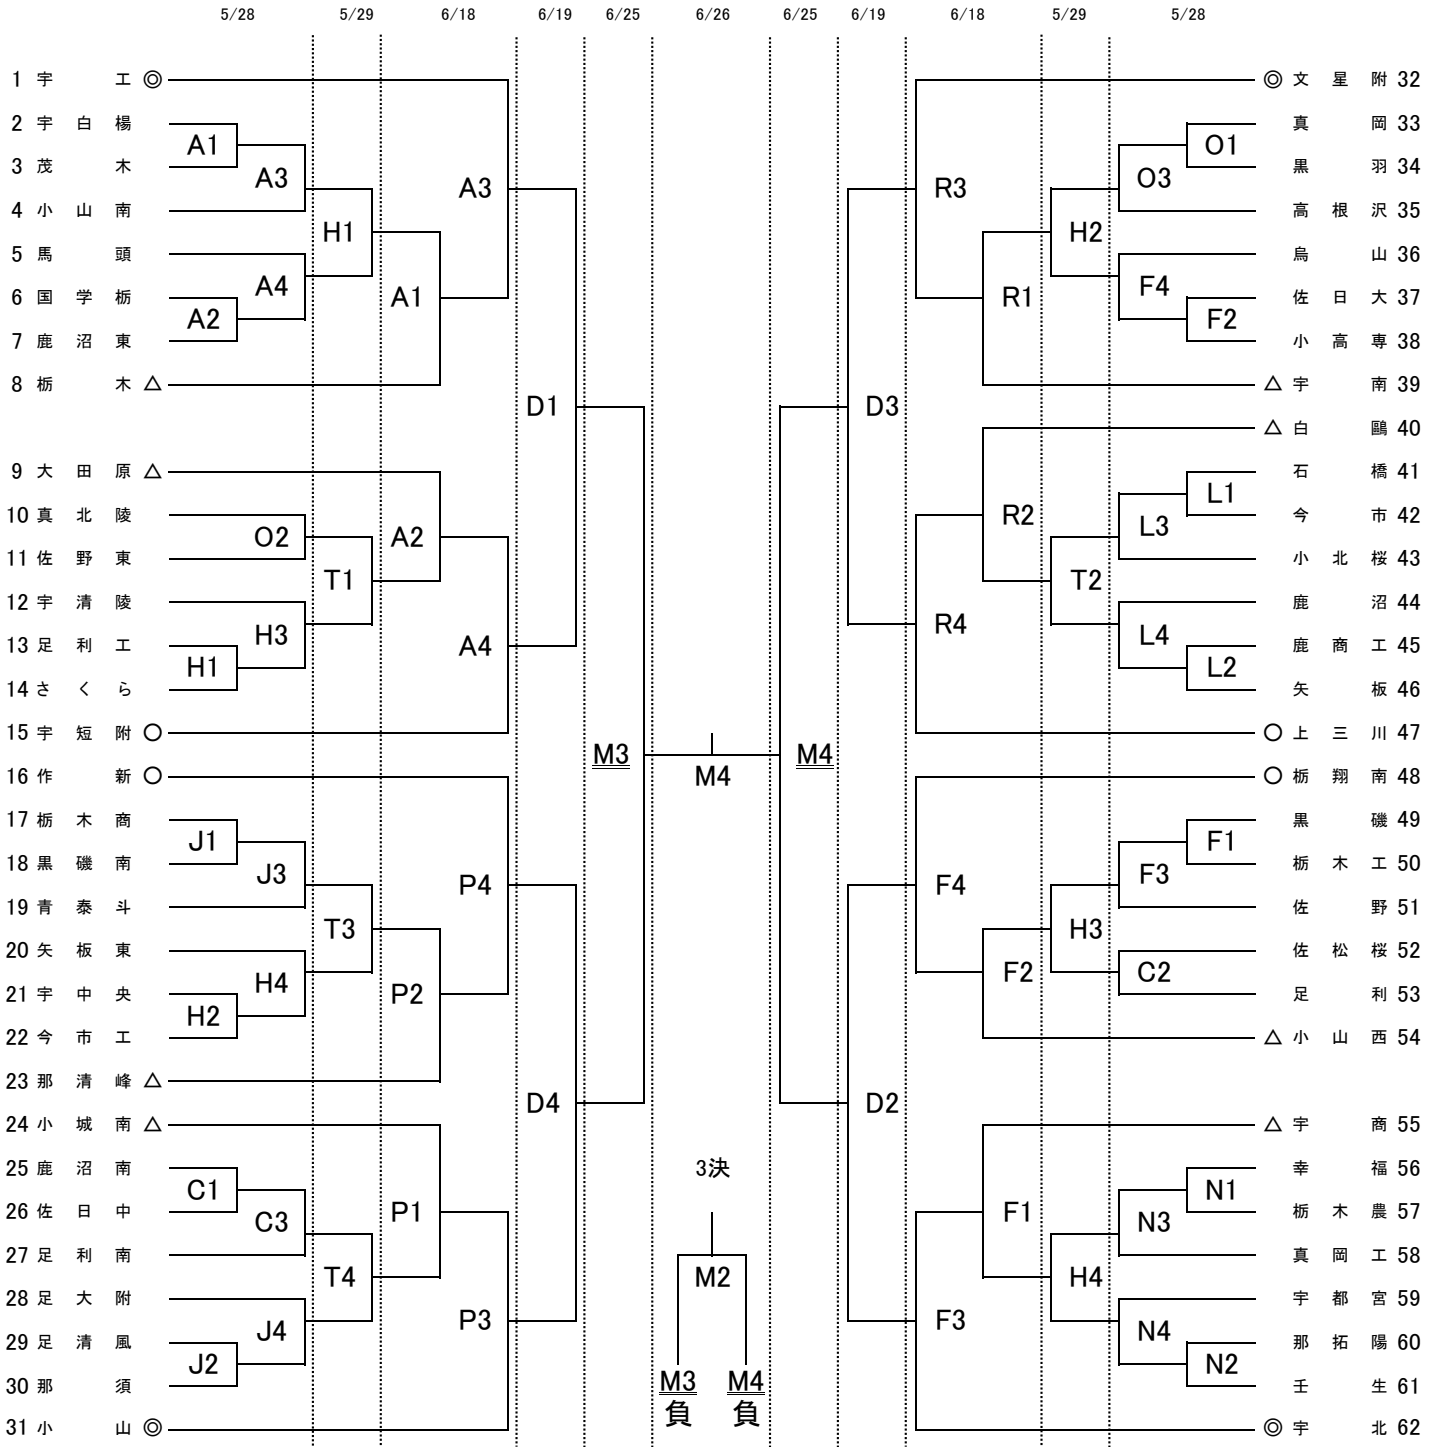 5/28 5/29 6/18 6/19 6/25 6/26 6/25 6/19 6/18 5/29 5/28
1 宇工 ◎ ◎ 文星附 32
2 宇白楊 真岡 33
A1 O1
3 茂木 黒羽 34
A3 A3 R3 O3
4 小山南 高根沢 35
H1 H2
5 馬頭 烏山 36
A4 A1 R1 F4
6 国学栃 佐日大 37
A2 F2
7 鹿沼東 小高専 38
8 栃木 △ △ 宇南 39
D1 D3
△ 白鷗 40
9 大田原 △ 石橋 41
L1
10 真北陵 今市 42
O2 A2 R2 L3
11 佐野東 小北桜 43
T1 T2
12 宇清陵 鹿沼 44
H3 L4
13 足利工 A4 R4 鹿商工 45
H1 L2
14 さくら 矢板 46
15 宇短附 ○ ○ 上三川 47
M3 M4
16 作新 ○ M4 ○ 栃翔南 48
17 栃木商 黒磯 49
J1 F1
18 黒磯南 栃木工 50
J3 P4 F4 F3
19 青泰斗 佐野 51
T3 H3
20 矢板東 佐松桜 52
H4 F2 C2
21 宇中央 P2 足利 53
H2
22 今市工 △ 小山西 54
23 那清峰 △
D4 D2
24 小城南 △ △ 宇商 55
25 鹿沼南 3決 幸福 56
C1 N1
26 佐日中 P1 F1 栃木農 57
C3 N3
27 足利南 真岡工 58
T4 M2 H4
28 足大附 宇都宮 59
J4 P3 F3 N4
29 足清風 那拓陽 60
J2 N2
30 那須 M3 M4 壬生 61
負 負
31 小山 ◎ ◎ 宇北 62